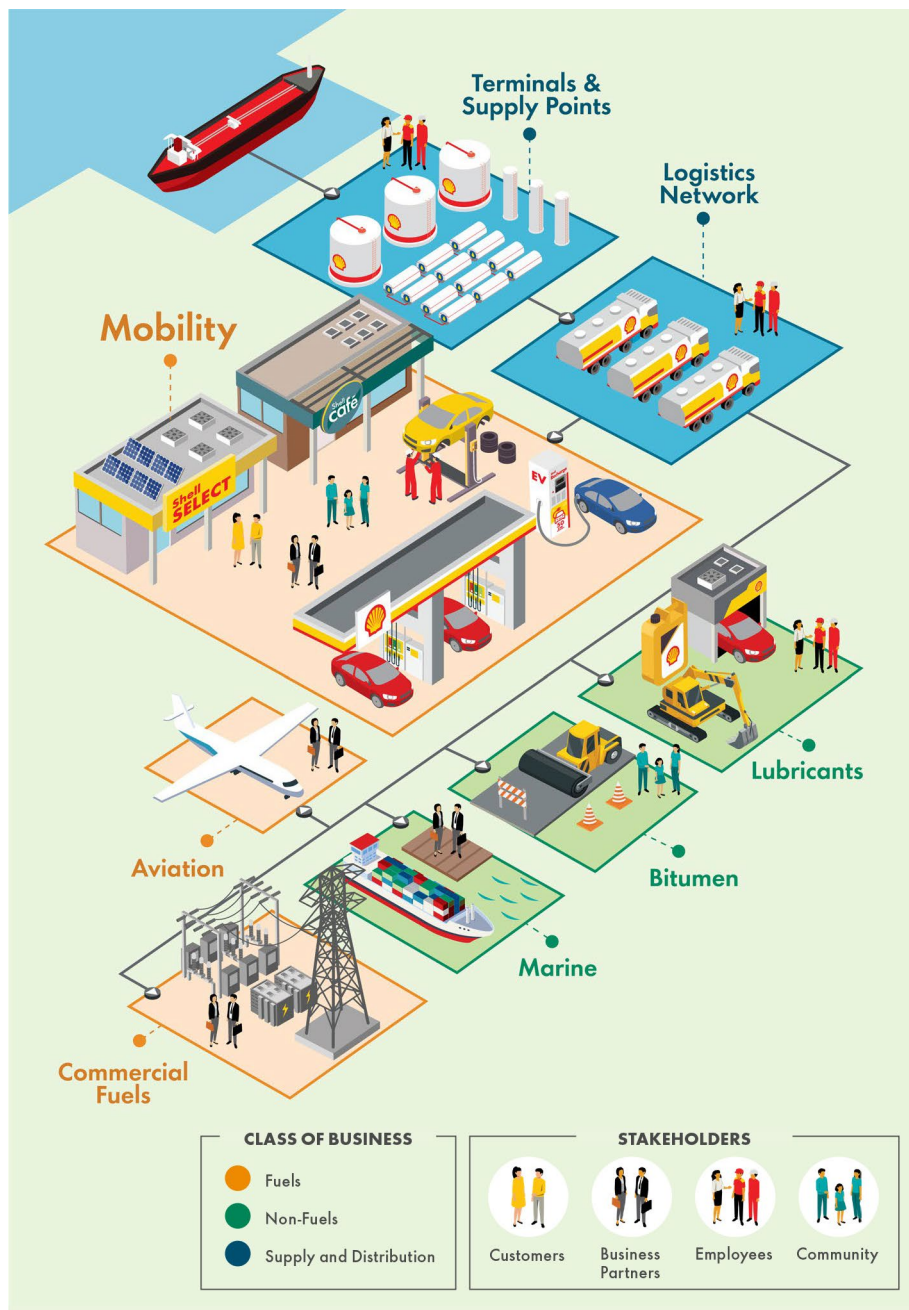 Terminals &
Supply Points
Logistics
Network
Mobility
Shell
café
Shell
SELECT
EV
Lubricants
Aviation
Bitumen
Marine
Commercial
Fuels
CLASS OF BUSINESS
Fuels
Non-Fuels
Supply and Distribution
STAKEHOLDERS
Customers
Business
Partners
Employees
Community